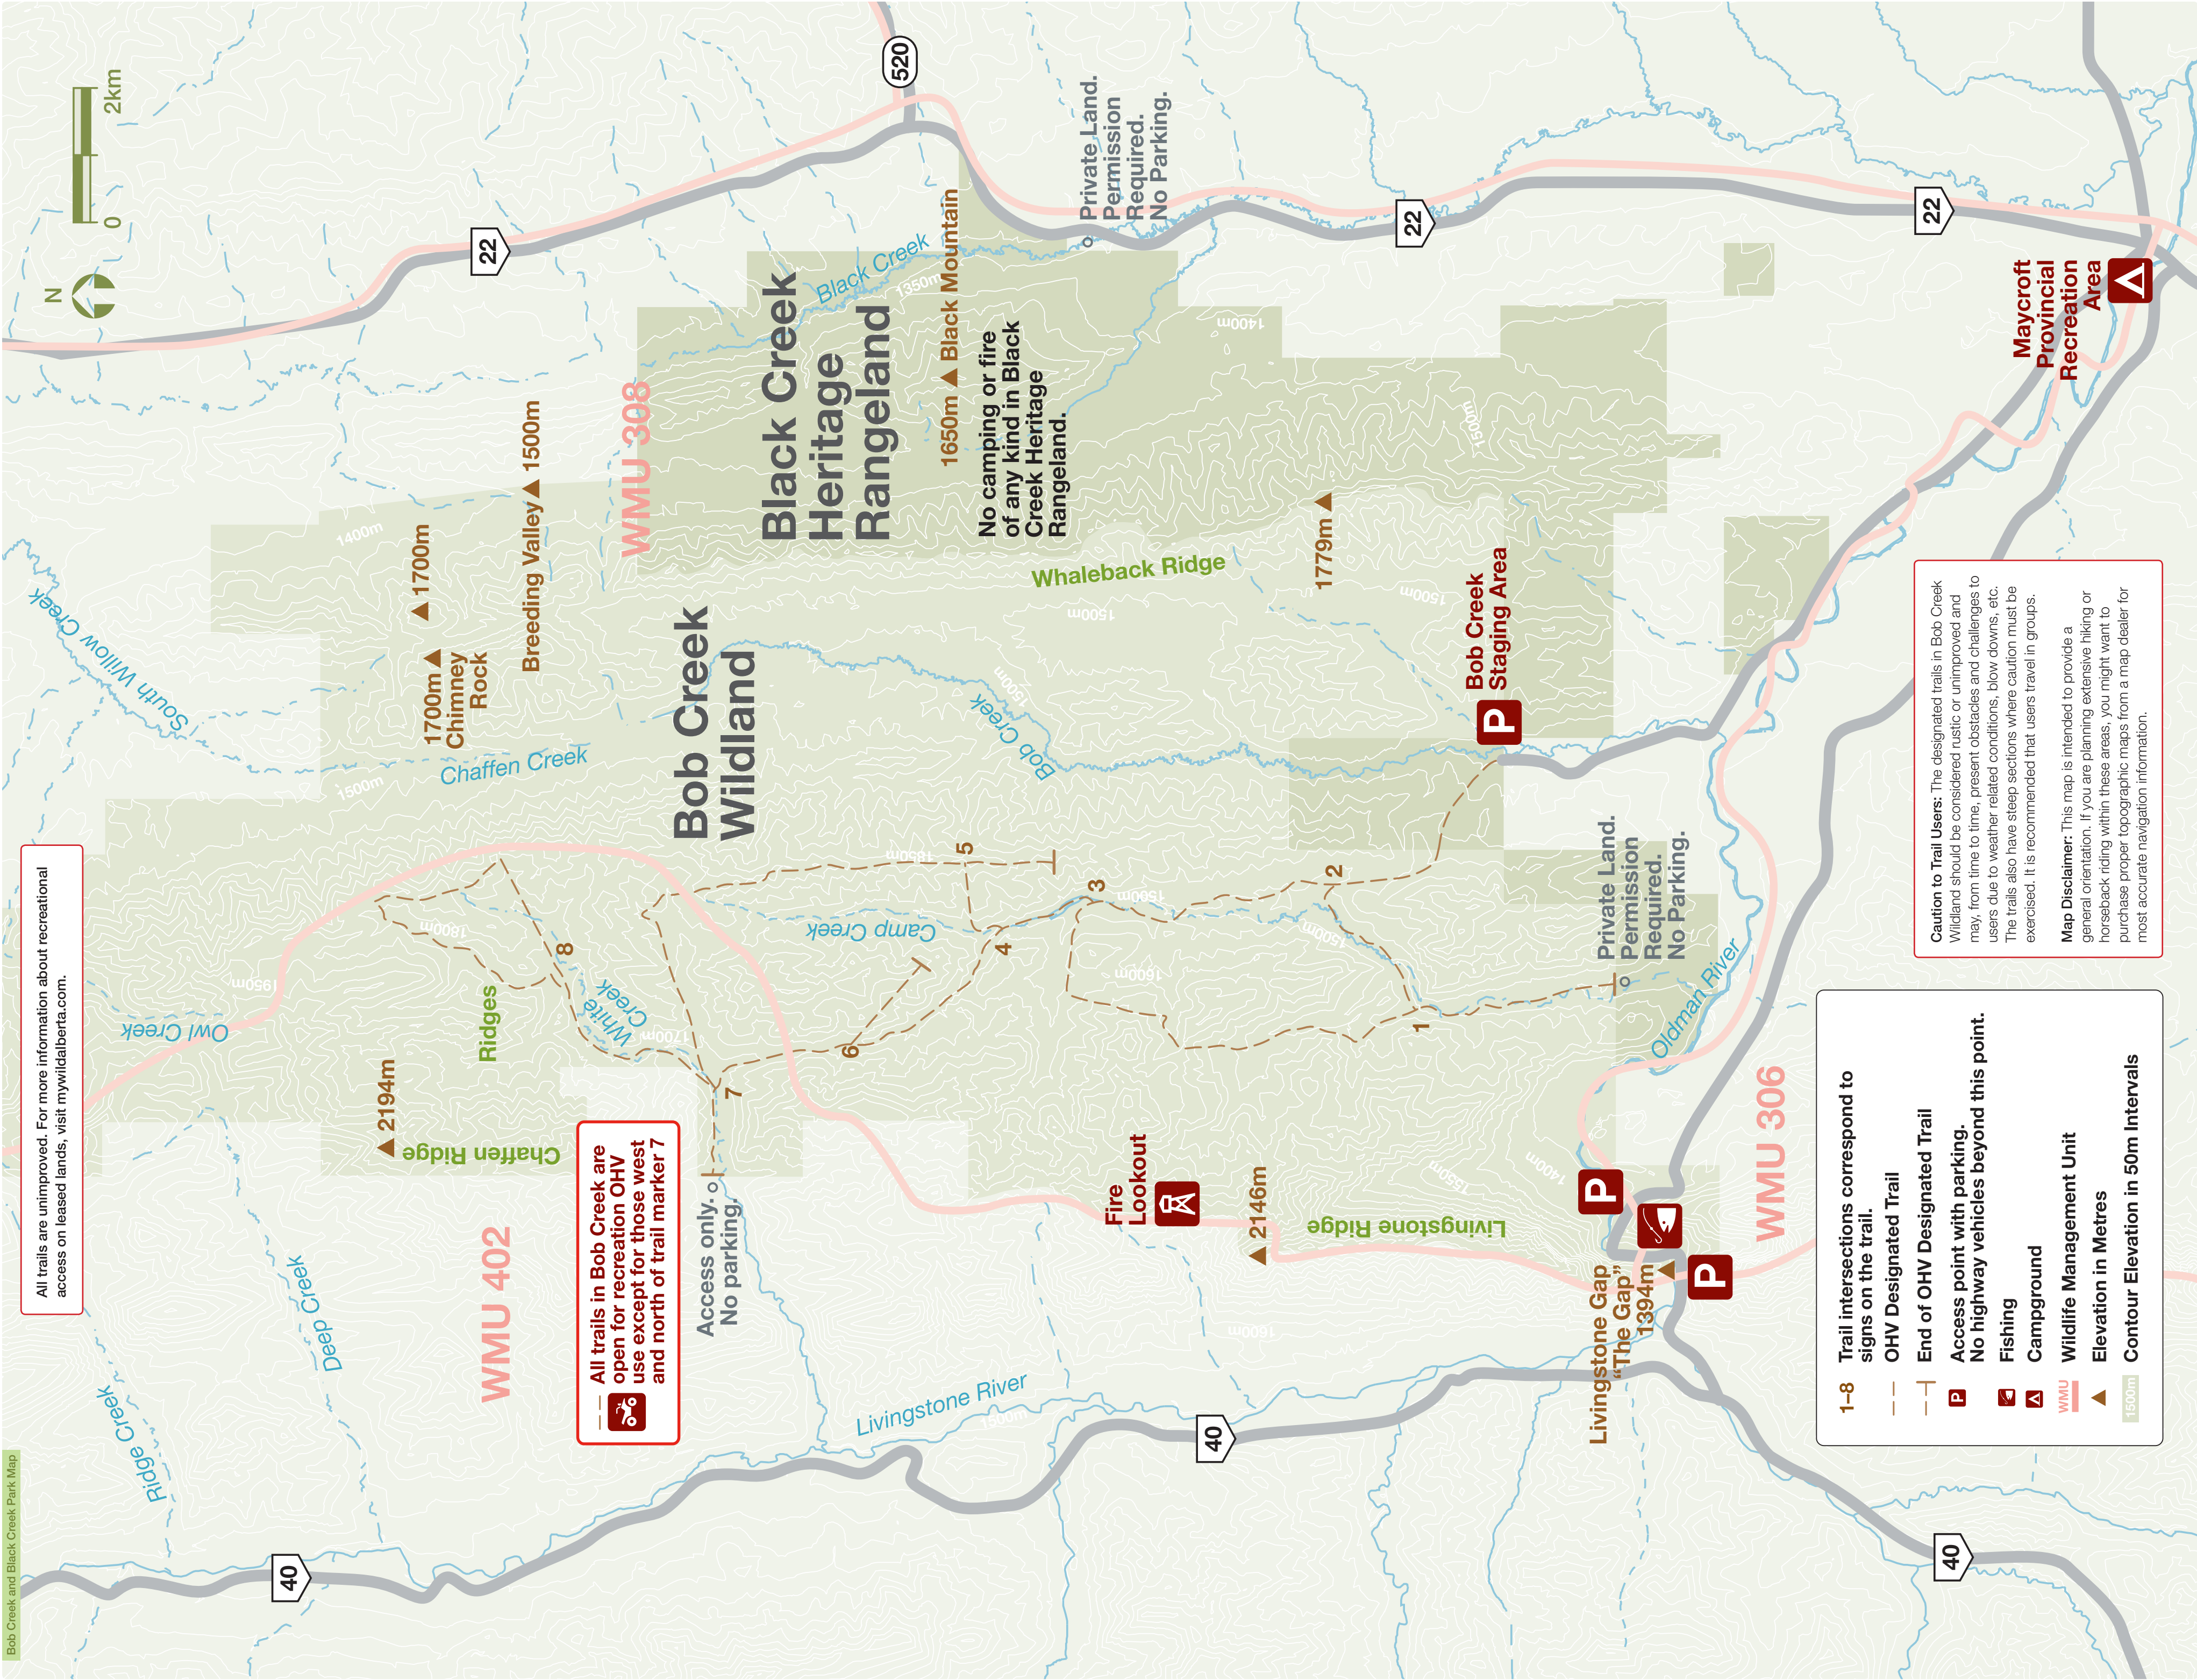 Bob Creek and Black Creek Park Map
All trails are unimproved. For more information about recreational
access on leased lands, visit mywildalberta.com.
N
0
2km
Ridge Creek
Deep Creek
Owl Creek
South Willow Creek
Chaffen Creek
40
22
1950m
1800m
1500m
1400m
2194m
Chaffen Ridge
Ridges
1700m
Chimney
Rock
1700m
Breeding Valley
1500m
WMU 402
WMU 308
8
White
Creek
1700m
All trails in Bob Creek are
open for recreation OHV
use except for those west
and north of trail marker 7
Access only.
No parking.
7
6
Bob Creek
Wildland
Black Creek
Heritage
Rangeland
Black Creek
1350m
1650m
Black Mountain
No camping or fire
of any kind in Black
Creek Heritage
Rangeland.
520
Private Land.
Permission
Required.
No Parking.
Livingstone River
1500m
Camp Creek
1850m
5
4
3
1500m
1600m
Bob Creek
1500m
Whaleback Ridge
1500m
Fire
Lookout
40
2146m
1600m
Livingstone Ridge
1400m
1779m
2
1500m
1
1500m
1500m
22
1550m
1400m
Bob Creek
Staging Area
P
Private Land.
Permission
Required.
No Parking.
Oldman River
P
Livingstone Gap
“The Gap”
1394m
P
WMU 306
22
Maycroft
Provincial
Recreation
Area
40
1–8
Trail intersections correspond to
signs on the trail.
OHV Designated Trail
End of OHV Designated Trail
P
Access point with parking.
No highway vehicles beyond this point.
Fishing
Campground
WMU
Wildlife Management Unit
Elevation in Metres
1500m
Contour Elevation in 50m Intervals
Caution to Trail Users: The designated trails in Bob Creek
Wildland should be considered rustic or unimproved and
may, from time to time, present obstacles and challenges to
users due to weather related conditions, blow downs, etc.
The trails also have steep sections where caution must be
exercised. It is recommended that users travel in groups.
Map Disclaimer: This map is intended to provide a
general orientation. If you are planning extensive hiking or
horseback riding within these areas, you might want to
purchase proper topographic maps from a map dealer for
most accurate navigation information.